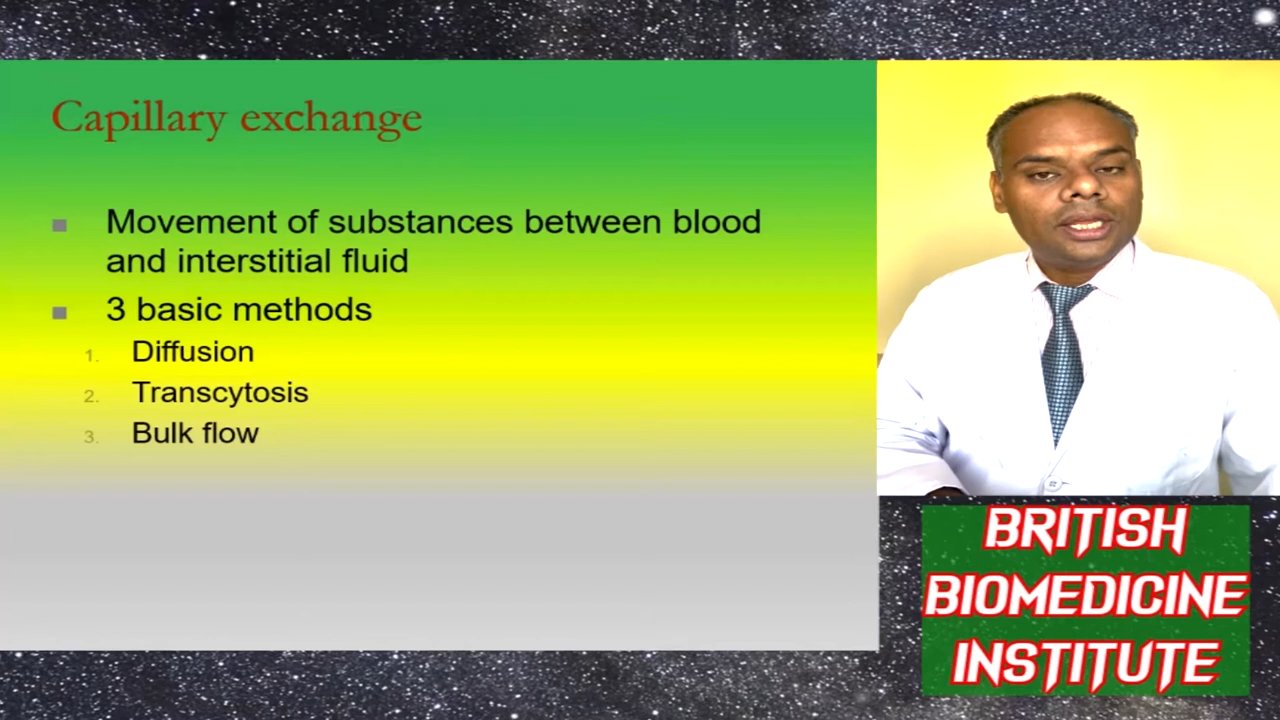 Capillary exchange
Movement of substances between blood
and interstitial fluid
3 basic methods
1. Diffusion
2. Transcytosis
3. Bulk flow
BRITISH
BIOMEDICINE
INSTITUTE